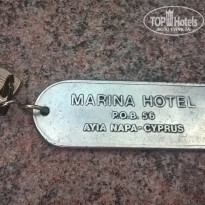 TOPHotels
MARINA HOTEL
P.O.B. 56
AYIA NAPA-CYPRUS